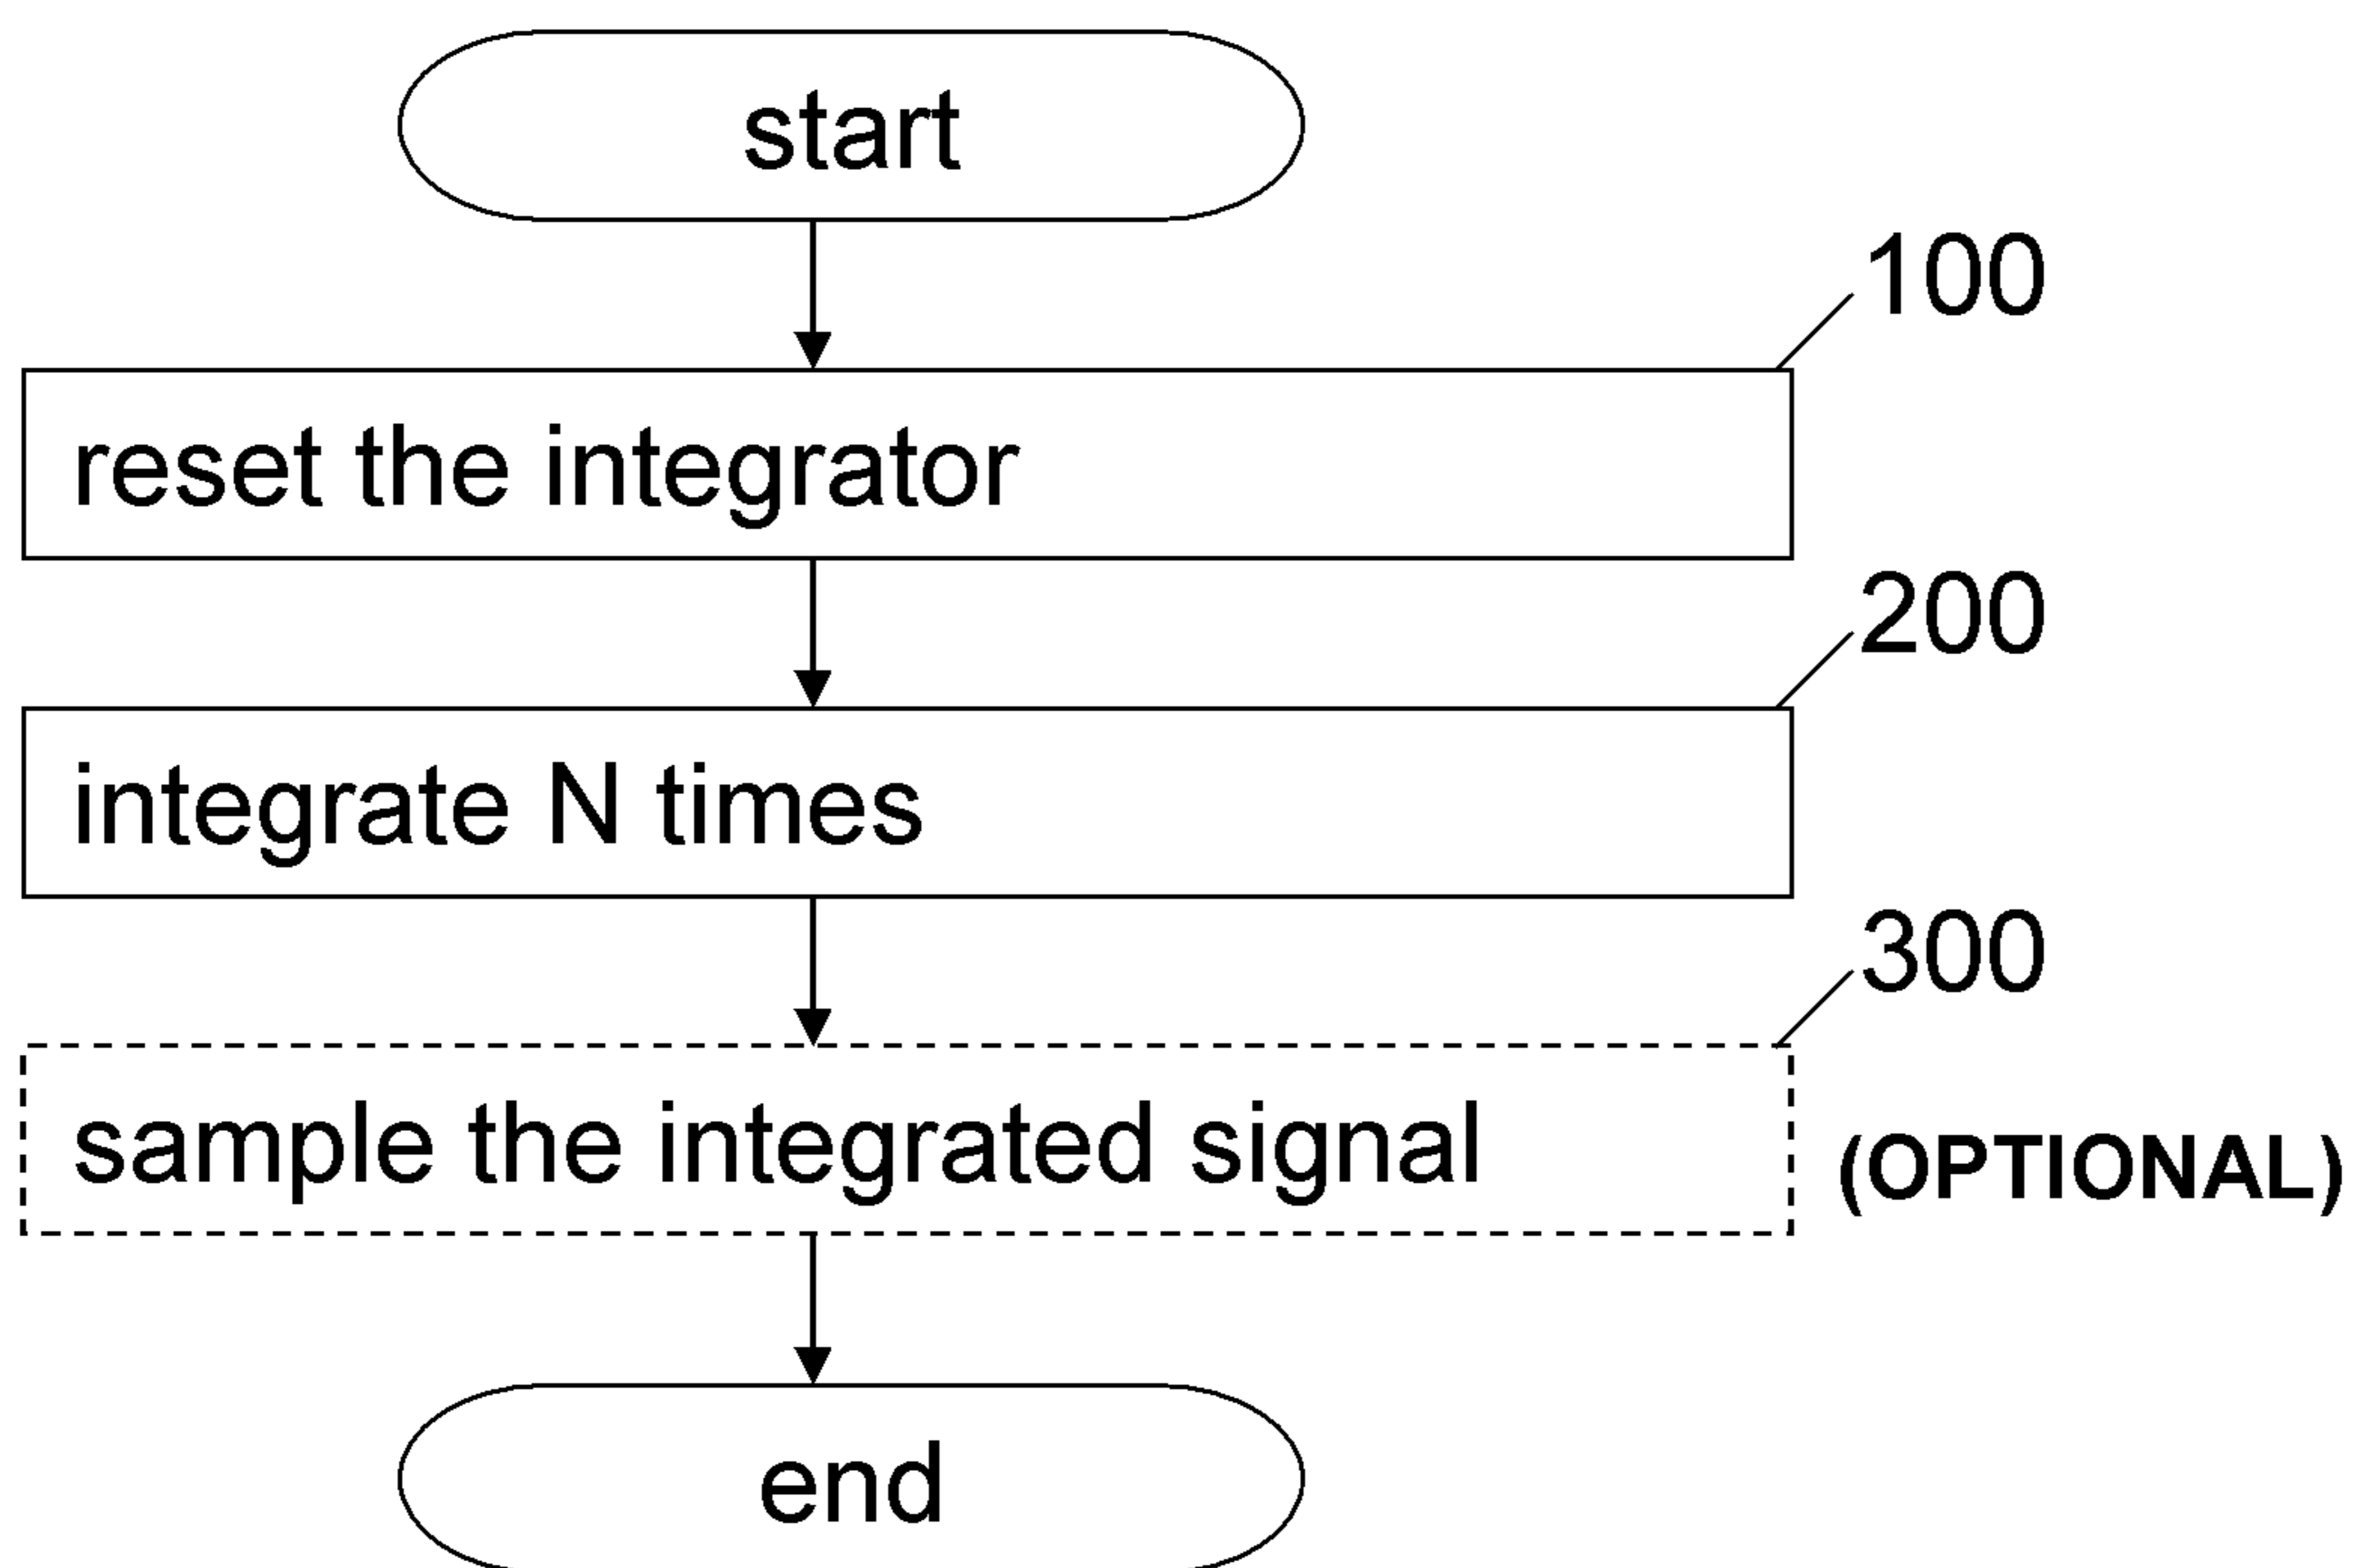 start
100
reset the integrator
200
integrate N times
300
sample the integrated signal
(OPTIONAL)
end